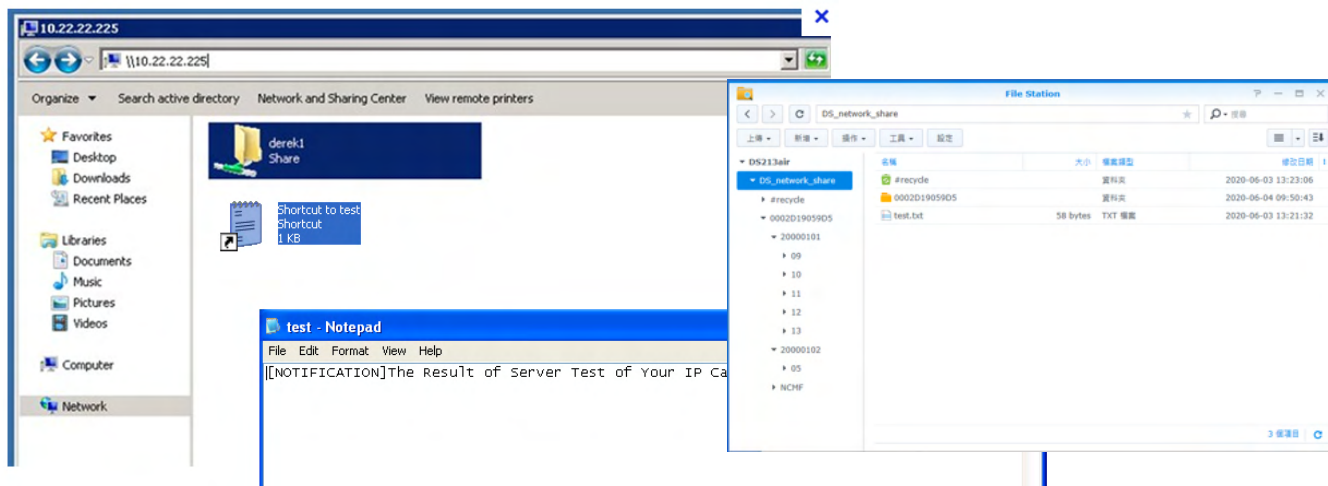 10.22.22.225
\\10.22.22.225
Organize
Search active directory
Network and Sharing Center
View remote printers
Favorites
Desktop
Downloads
Recent Places
Libraries
Documents
Music
Pictures
Videos
Computer
Network
derek1
Share
Shortcut to test
Shortcut
1 KB
test - Notepad
File Edit Format View Help
[NOTIFICATION]The Result of Server Test of Your IP Ca
File Station
DS_network_share
搜尋
上傳 新增 操作 工具 設定
DS213air
DS_network_share
#recycle
0002D19059D5
20000101
09
10
11
12
13
20000102
05
NCMF
名稱 大小 檔案類型 修改日期
#recycle 資料夾 2020-06-03 13:23:06
0002D19059D5 資料夾 2020-06-04 09:50:43
test.txt 58 bytes TXT 檔案 2020-06-03 13:21:32
3 個項目